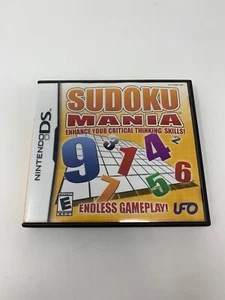 SUDOKU
MANIA
ENHANCE YOUR CRITICAL THINKING SKILLS!
NINTENDO DS
9 3 1 4 2
7 5 6
E
ENDLESS GAMEPLAY!
UFO